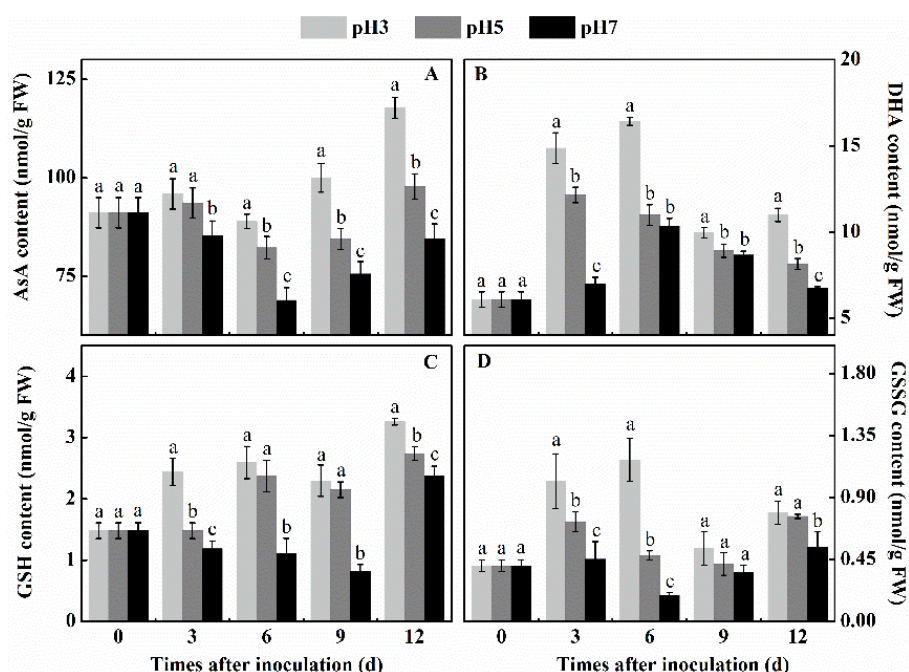 pH3 pH5 pH7
A
AsA content (nmol/g FW)
125
100
75
a a a a a b a b c a b c a b c
B
DHA content (nmol/g FW)
20
15
10
5
a a a a b c a b b a b b a b c
C
GSH content (nmol/g FW)
4
3
2
1
0
a a a a b c a a b a a b a b c
0 3 6 9 12
Times after inoculation (d)
D
GSSG content (nmol/g FW)
1.80
1.35
0.90
0.45
0.00
a a a a b c a b c a a a a a b
0 3 6 9 12
Times after inoculation (d)